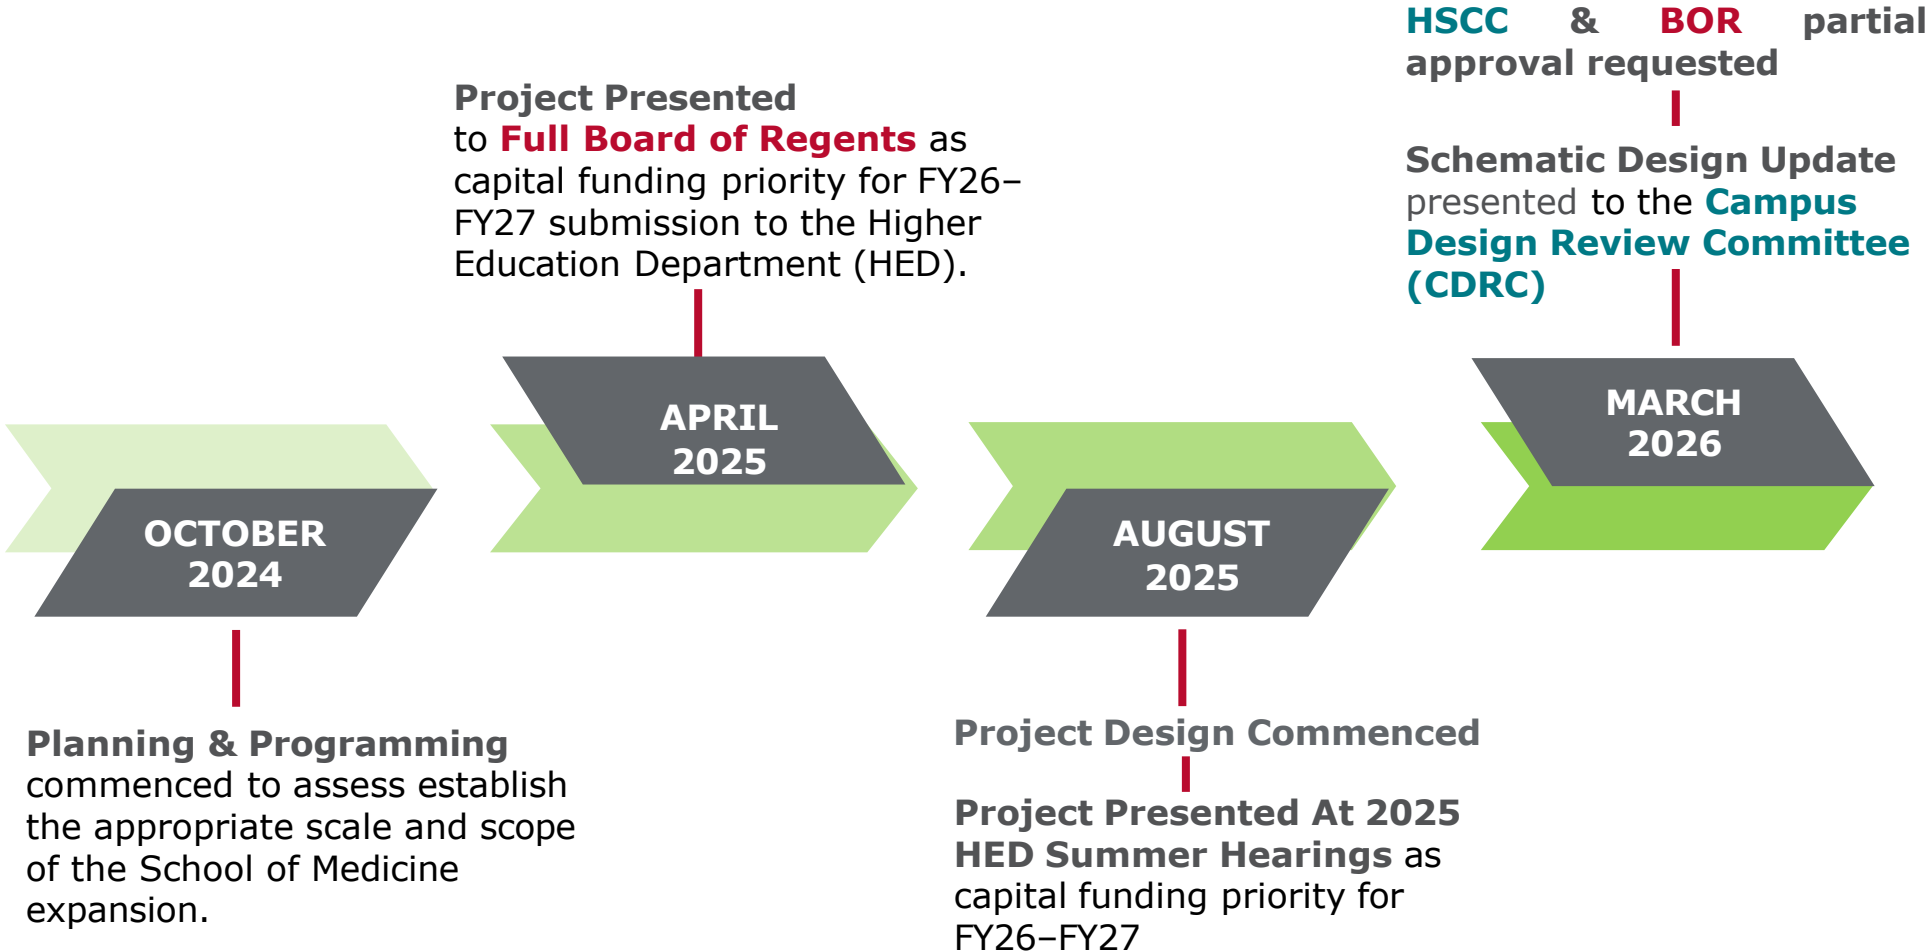 OCTOBER
2024
Planning & Programming
commenced to assess establish
the appropriate scale and scope
of the School of Medicine
expansion.
Project Presented
to Full Board of Regents as
capital funding priority for FY26–
FY27 submission to the Higher
Education Department (HED).
APRIL
2025
AUGUST
2025
Project Design Commenced
Project Presented At 2025
HED Summer Hearings as
capital funding priority for
FY26–FY27
HSCC & BOR partial
approval requested
Schematic Design Update
presented to the Campus
Design Review Committee
(CDRC)
MARCH
2026